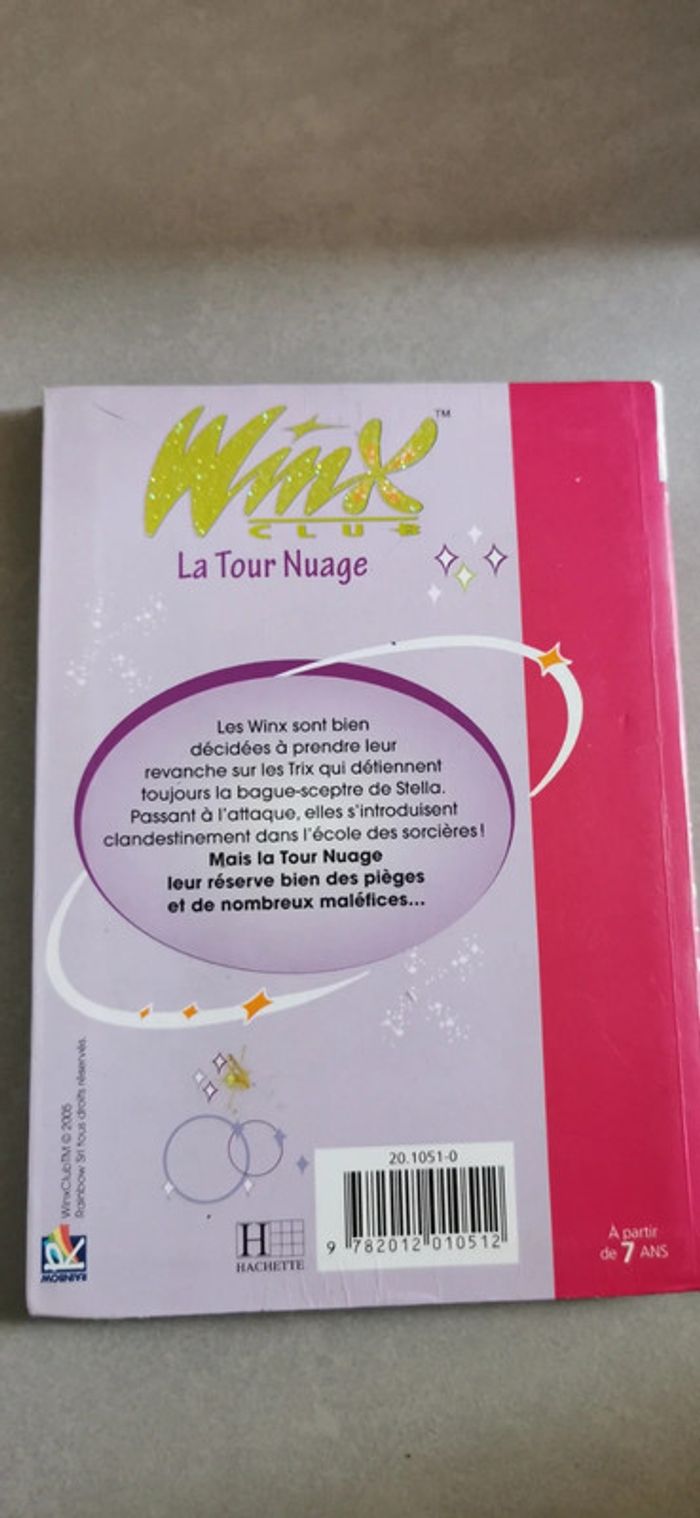 Winx™
CLUB
La Tour Nuage
Les Winx sont bien
décidées à prendre leur
revanche sur les Trix qui détiennent
toujours la bague-sceptre de Stella.
Passant à l'attaque, elles s'introduisent
clandestinement dans l'école des sorcières !
Mais la Tour Nuage
leur réserve bien des pièges
et de nombreux maléfices...
WinxClubTM © 2005
Rainbow Srl tous droits réservés.
RAINBOW
H
HACHETTE
20.1051-0
9 782012 010512
À partir
de 7 ANS